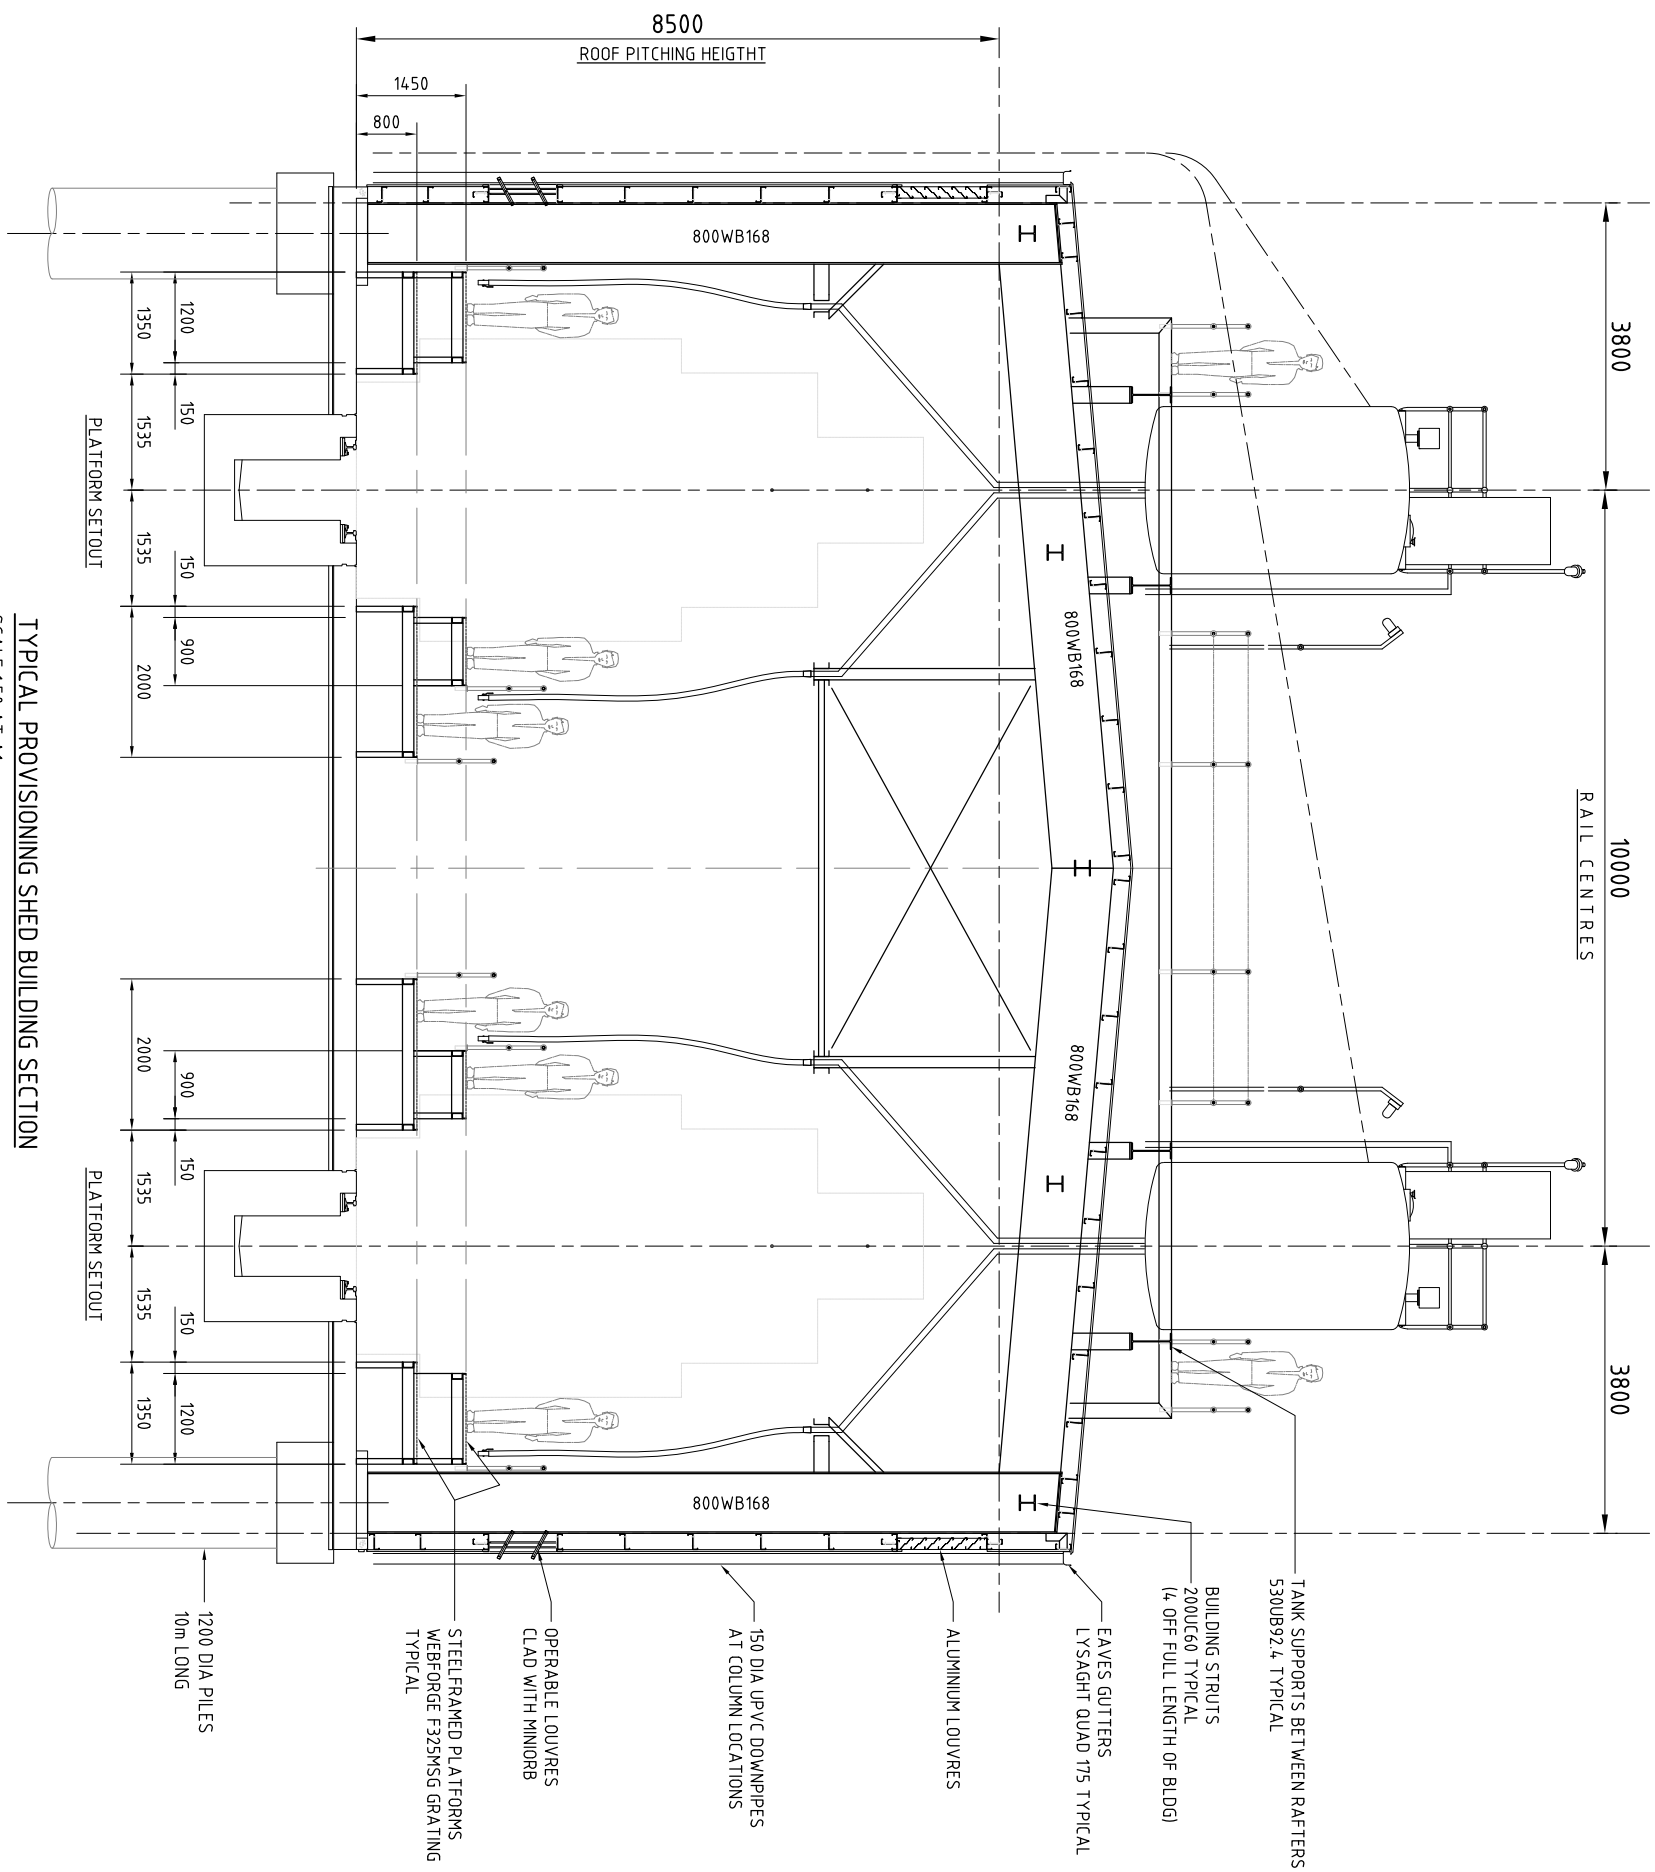 3800
10000
3800
RAIL CENTRES
TANK SUPPORTS BETWEEN RAFTERS
530UB92.4 TYPICAL
BUILDING STRUTS
200UC60 TYPICAL
(4 OFF FULL LENGTH OF BLDG)
EAVES GUTTERS
LYSAGHT QUAD 175 TYPICAL
ALUMINIUM LOUVRES
150 DIA UPVC DOWNPIPES
AT COLUMN LOCATIONS
OPERABLE LOUVRES
CLAD WITH MINIORB
STEELFRAMED PLATFORMS
WEBFORGE F325MSG GRATING
TYPICAL
1200 DIA PILES
10m LONG
8500
ROOF PITCHING HEIGTHT
1450
800
800WB168
800WB168
800WB168
800WB168
1200
150
150
900
900
150
150
1200
1350
1535
1535
2000
2000
1535
1535
1350
PLATFORM SETOUT
PLATFORM SETOUT
TYPICAL PROVISIONING SHED BUILDING SECTION